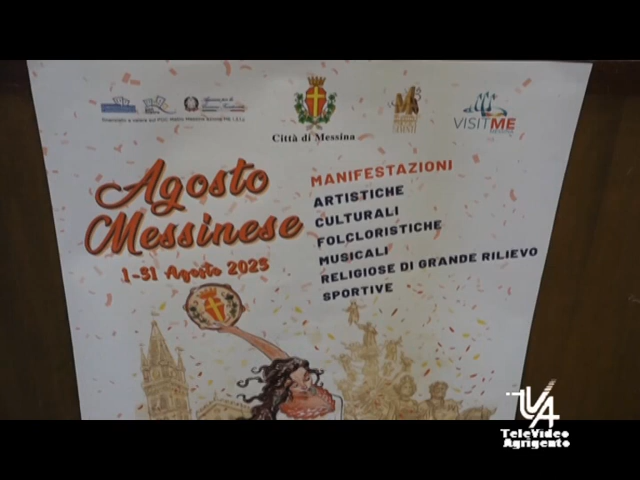 Città di Messina
VISITME
Agosto
Messinese
1-31 Agosto 2025
MANIFESTAZIONI
ARTISTICHE
CULTURALI
FOLCLORISTICHE
MUSICALI
RELIGIOSE DI GRANDE RILIEVO
SPORTIVE
TVA
TeleVideo
Agrigento